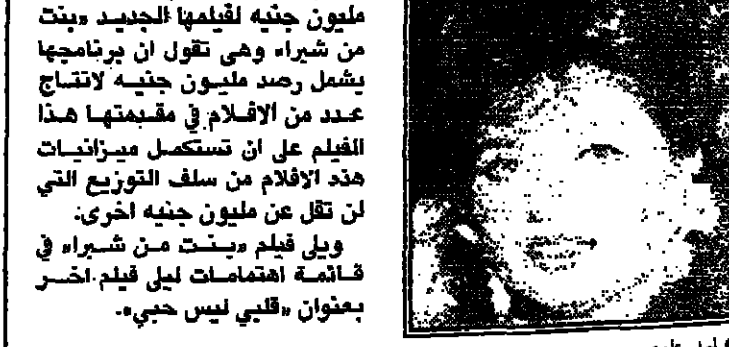 مليون جنيه لفيلمها الجديد «بنت
من شبرا» وهى تقول ان برنامجها
يشمل رصد مليون جنيه لانتاج
عدد من الافلام في مقدمتها هذا
الفيلم على ان تستكمل ميزانيات
هذه الافلام من سلف التوزيع التي
لن تقل عن مليون جنيه اخرى.
ويلى فيلم «بنت من شبرا» في
قائمة اهتمامات ليلى فيلم اخر
بعنوان «قلبي ليس حبي».